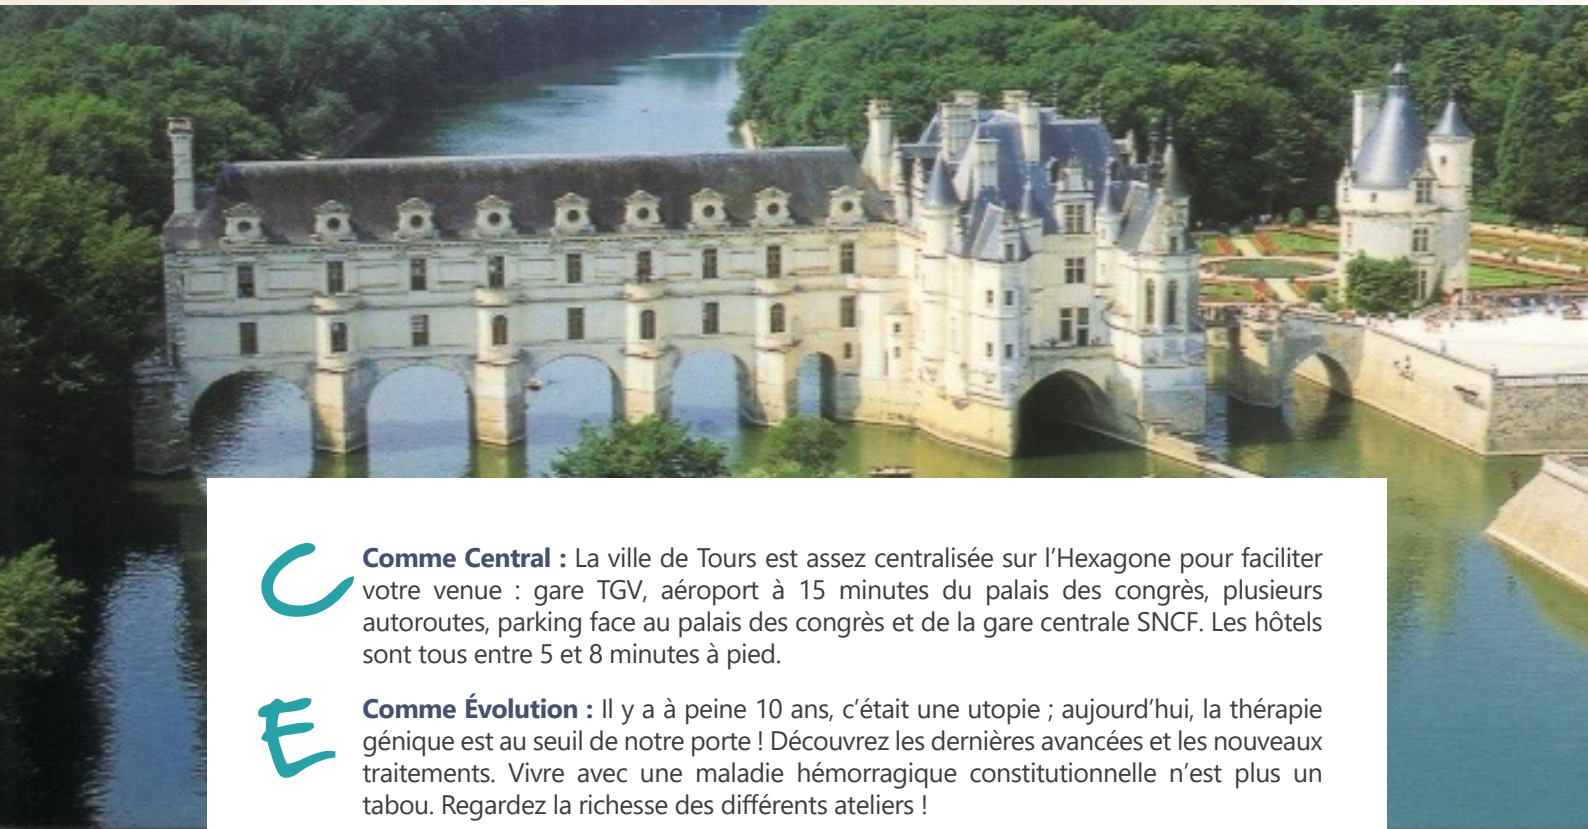 C
Comme Central : La ville de Tours est assez centralisée sur l’Hexagone pour faciliter
votre venue : gare TGV, aéroport à 15 minutes du palais des congrès, plusieurs
autoroutes, parking face au palais des congrès et de la gare centrale SNCF. Les hôtels
sont tous entre 5 et 8 minutes à pied.
E
Comme Évolution : Il y a à peine 10 ans, c’était une utopie ; aujourd’hui, la thérapie
génique est au seuil de notre porte ! Découvrez les dernières avancées et les nouveaux
traitements. Vivre avec une maladie hémorragique constitutionnelle n’est plus un
tabou. Regardez la richesse des différents ateliers !